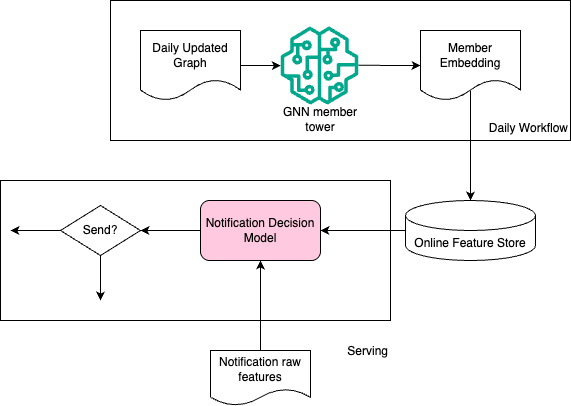 Daily Updated
Graph
GNN member
tower
Member
Embedding
Daily Workflow
Send?
Notification Decision
Model
Online Feature Store
Serving
Notification raw
features